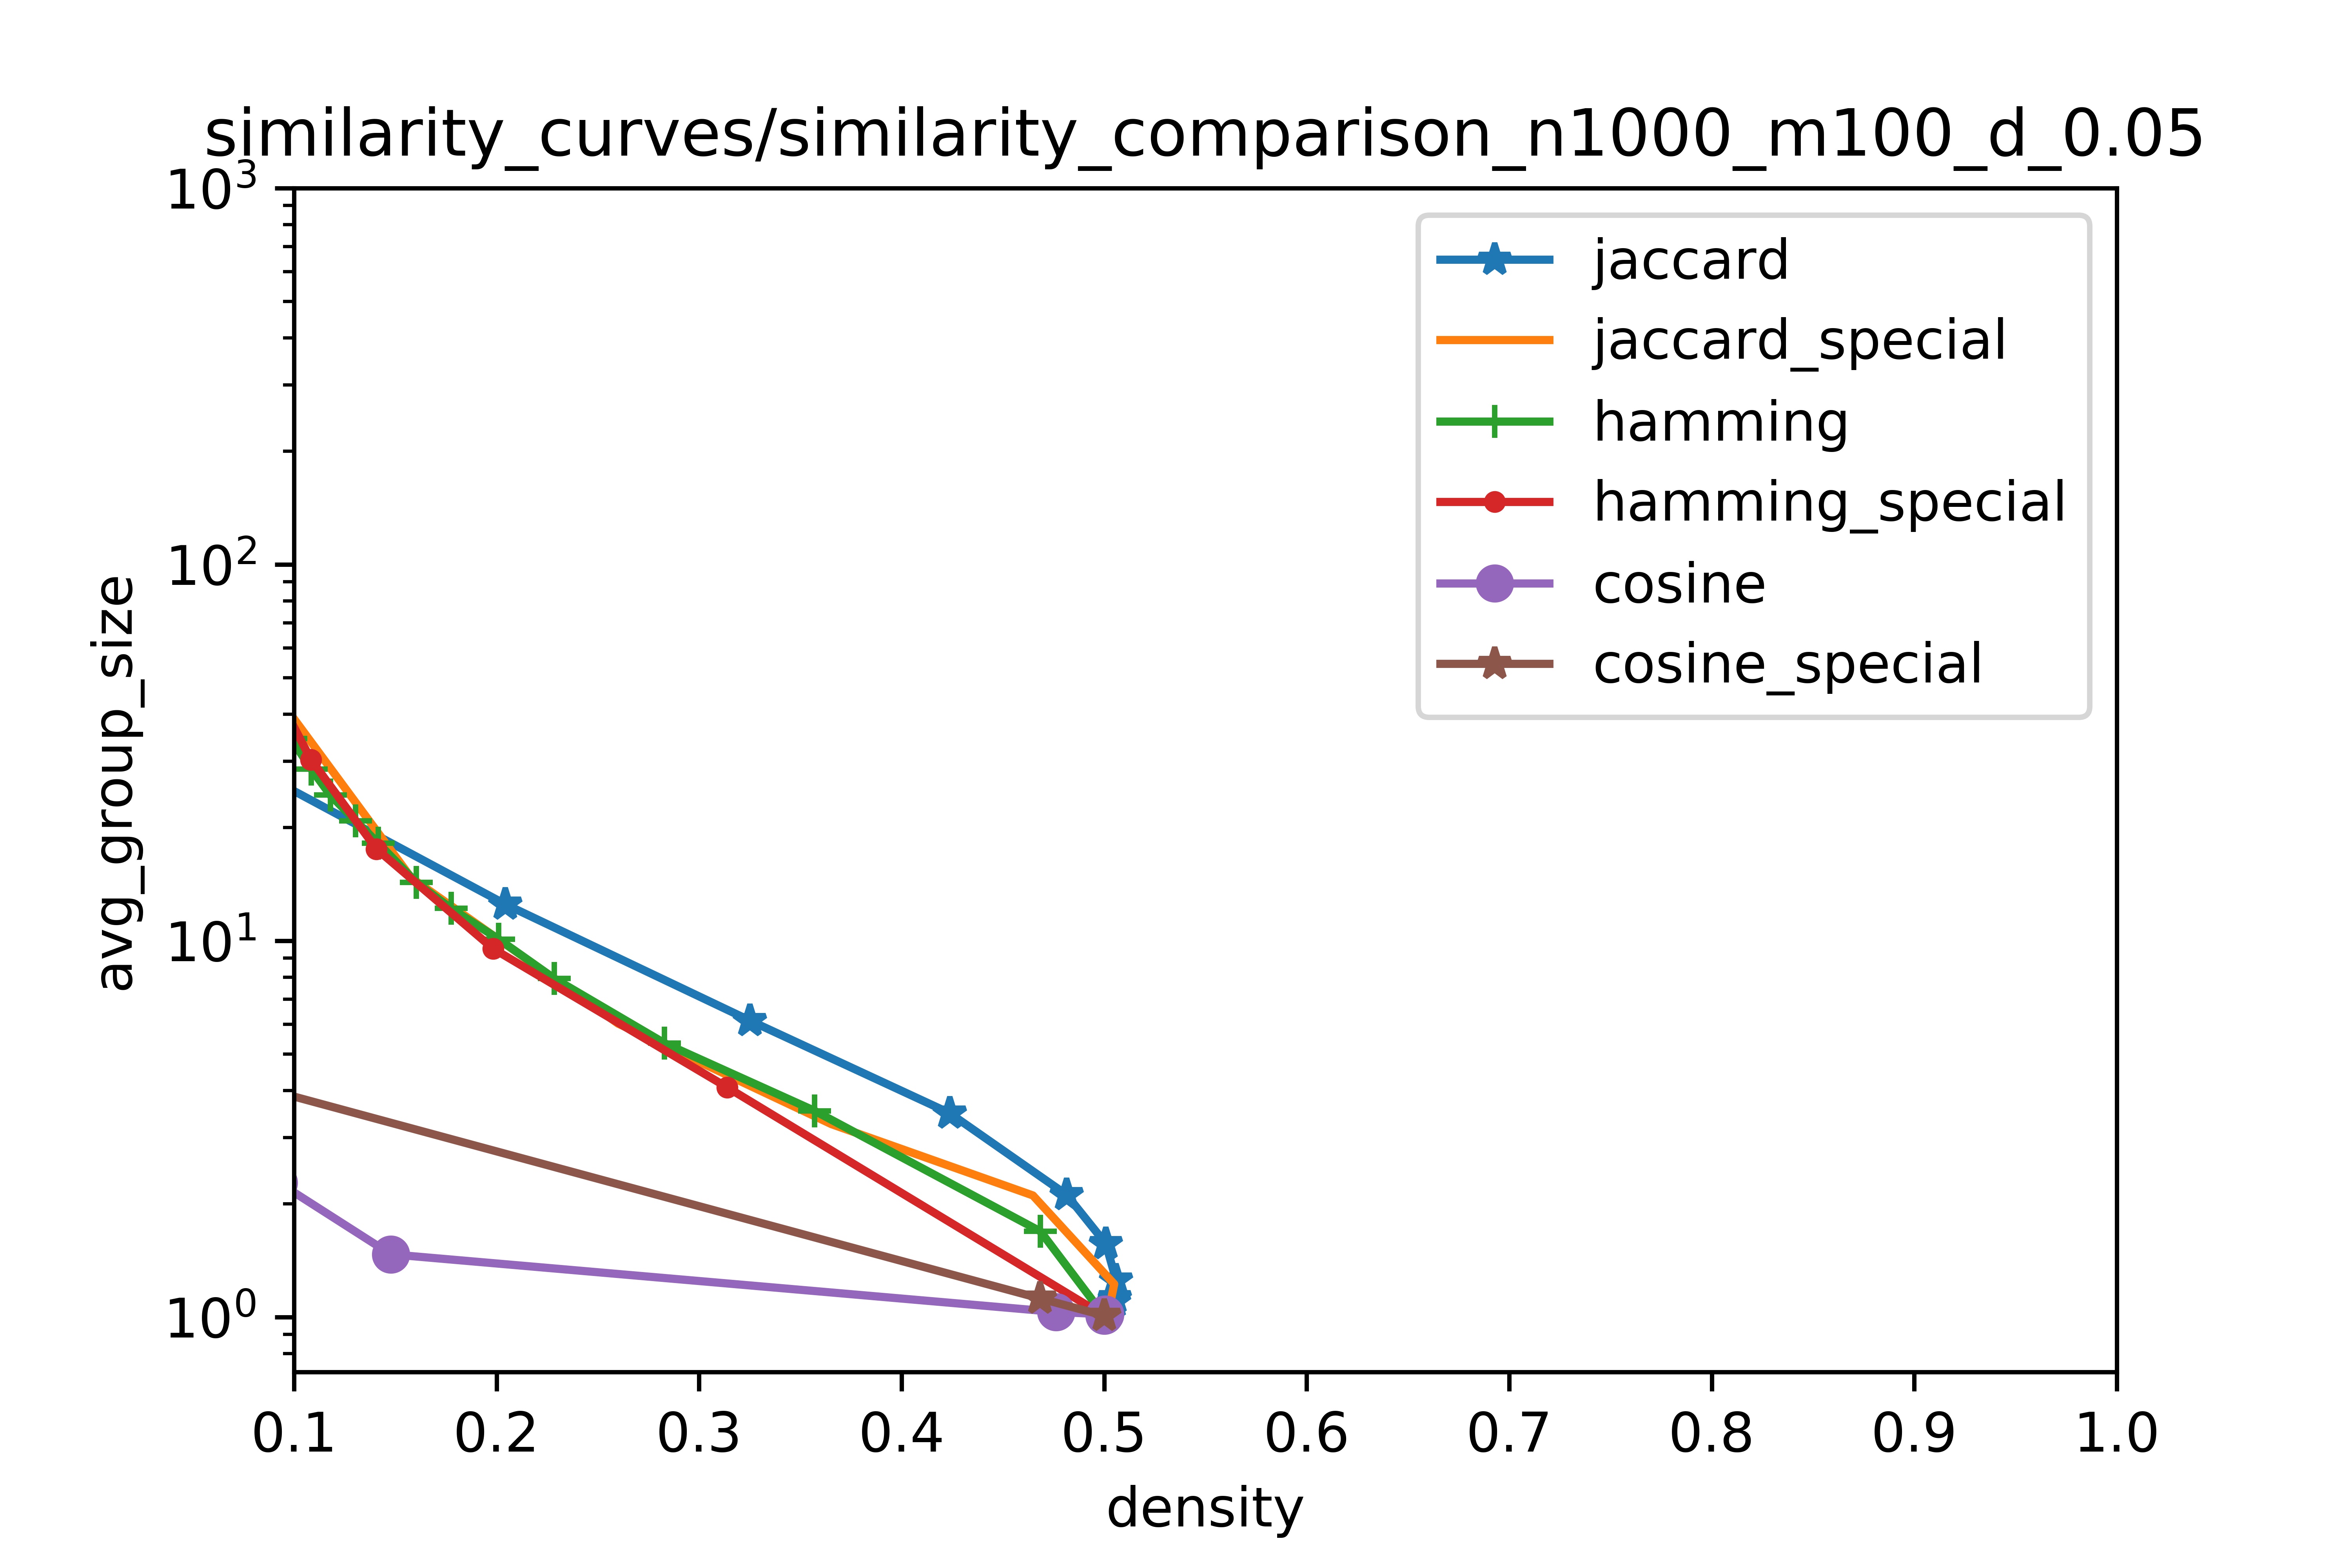 similarity_curves/similarity_comparison_n1000_m100_d_0.05
10³
10²
10¹
10⁰
avg_group_size
jaccard
jaccard_special
hamming
hamming_special
cosine
cosine_special
0.1 0.2 0.3 0.4 0.5 0.6 0.7 0.8 0.9 1.0
density